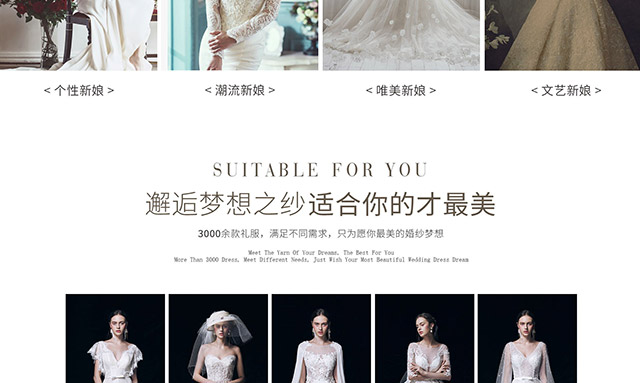 < 个性新娘 >
< 潮流新娘 >
< 唯美新娘 >
< 文艺新娘 >
SUITABLE FOR YOU
邂逅梦想之纱适合你的才最美
3000余款礼服，满足不同需求，只为愿你最美的婚纱梦想
Meet The Yarn Of Your Dreams, The Best For You
More Than 3000 Dress, Meet Different Needs, Just Wish Your Most Beautiful Wedding Dress Dream